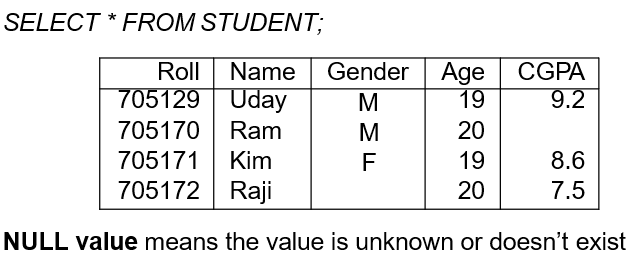 SELECT * FROM STUDENT;
Roll Name Gender Age CGPA
705129 Uday M 19 9.2
705170 Ram M 20
705171 Kim F 19 8.6
705172 Raji 20 7.5
NULL value means the value is unknown or doesn’t exist